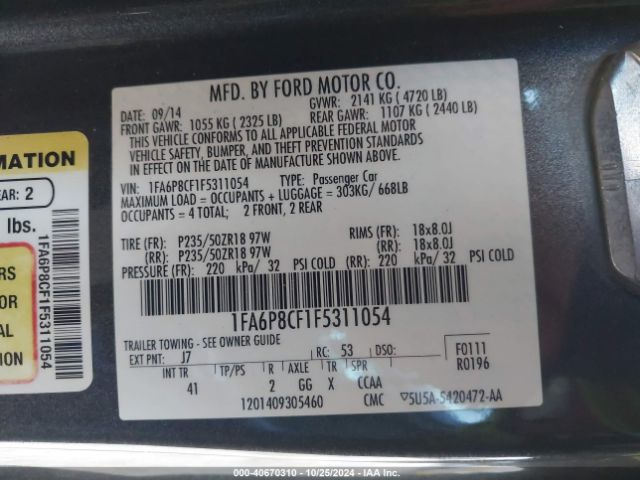 MFD. BY FORD MOTOR CO.
DATE: 09/14 GVWR: 2141 KG ( 4720 LB)
FRONT GAWR: 1055 KG ( 2325 LB) REAR GAWR: 1107 KG ( 2440 LB)
THIS VEHICLE CONFORMS TO ALL APPLICABLE FEDERAL MOTOR
VEHICLE SAFETY, BUMPER, AND THEFT PREVENTION STANDARDS
IN EFFECT ON THE DATE OF MANUFACTURE SHOWN ABOVE.
VIN: 1FA6P8CF1F5311054 TYPE: Passenger Car
MAXIMUM LOAD = OCCUPANTS + LUGGAGE = 303KG/ 668LB
OCCUPANTS = 4 TOTAL; 2 FRONT, 2 REAR
TIRE (FR): P235/50ZR18 97W RIMS (FR): 18x8.0J
(RR): P235/50ZR18 97W (RR): 18x8.0J
PRESSURE (FR): 220 kPa/ 32 PSI COLD (RR): 220 kPa/ 32 PSI COLD
1FA6P8CF1F5311054
TRAILER TOWING - SEE OWNER GUIDE
EXT PNT: J7 RC: 53 DSO: F0111
R0196
INT TR TP/PS R AXLE TR SPR
41 2 GG X CCAA
1201409305460 CMC ▽5U5A-5420472-AA
MATION
EAR: 2
lbs.
ERS
OR
AL
TION
1FA6P8CF1F5311054
000-40670310 - 10/25/2024 - IAA Inc.